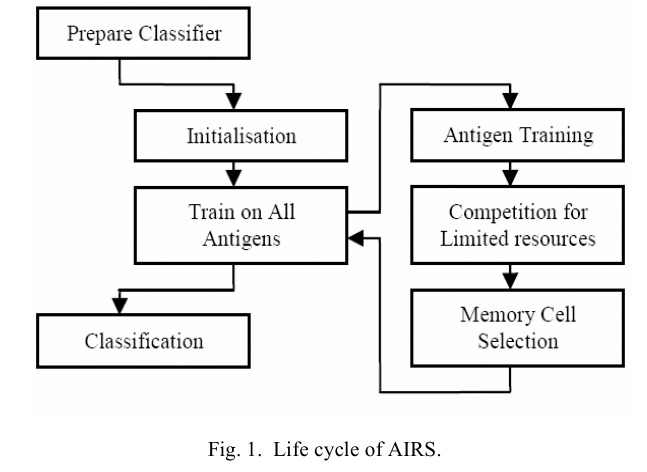 Prepare Classifier
Initialisation
Train on All
Antigens
Classification
Antigen Training
Competition for
Limited resources
Memory Cell
Selection
Fig. 1. Life cycle of AIRS.